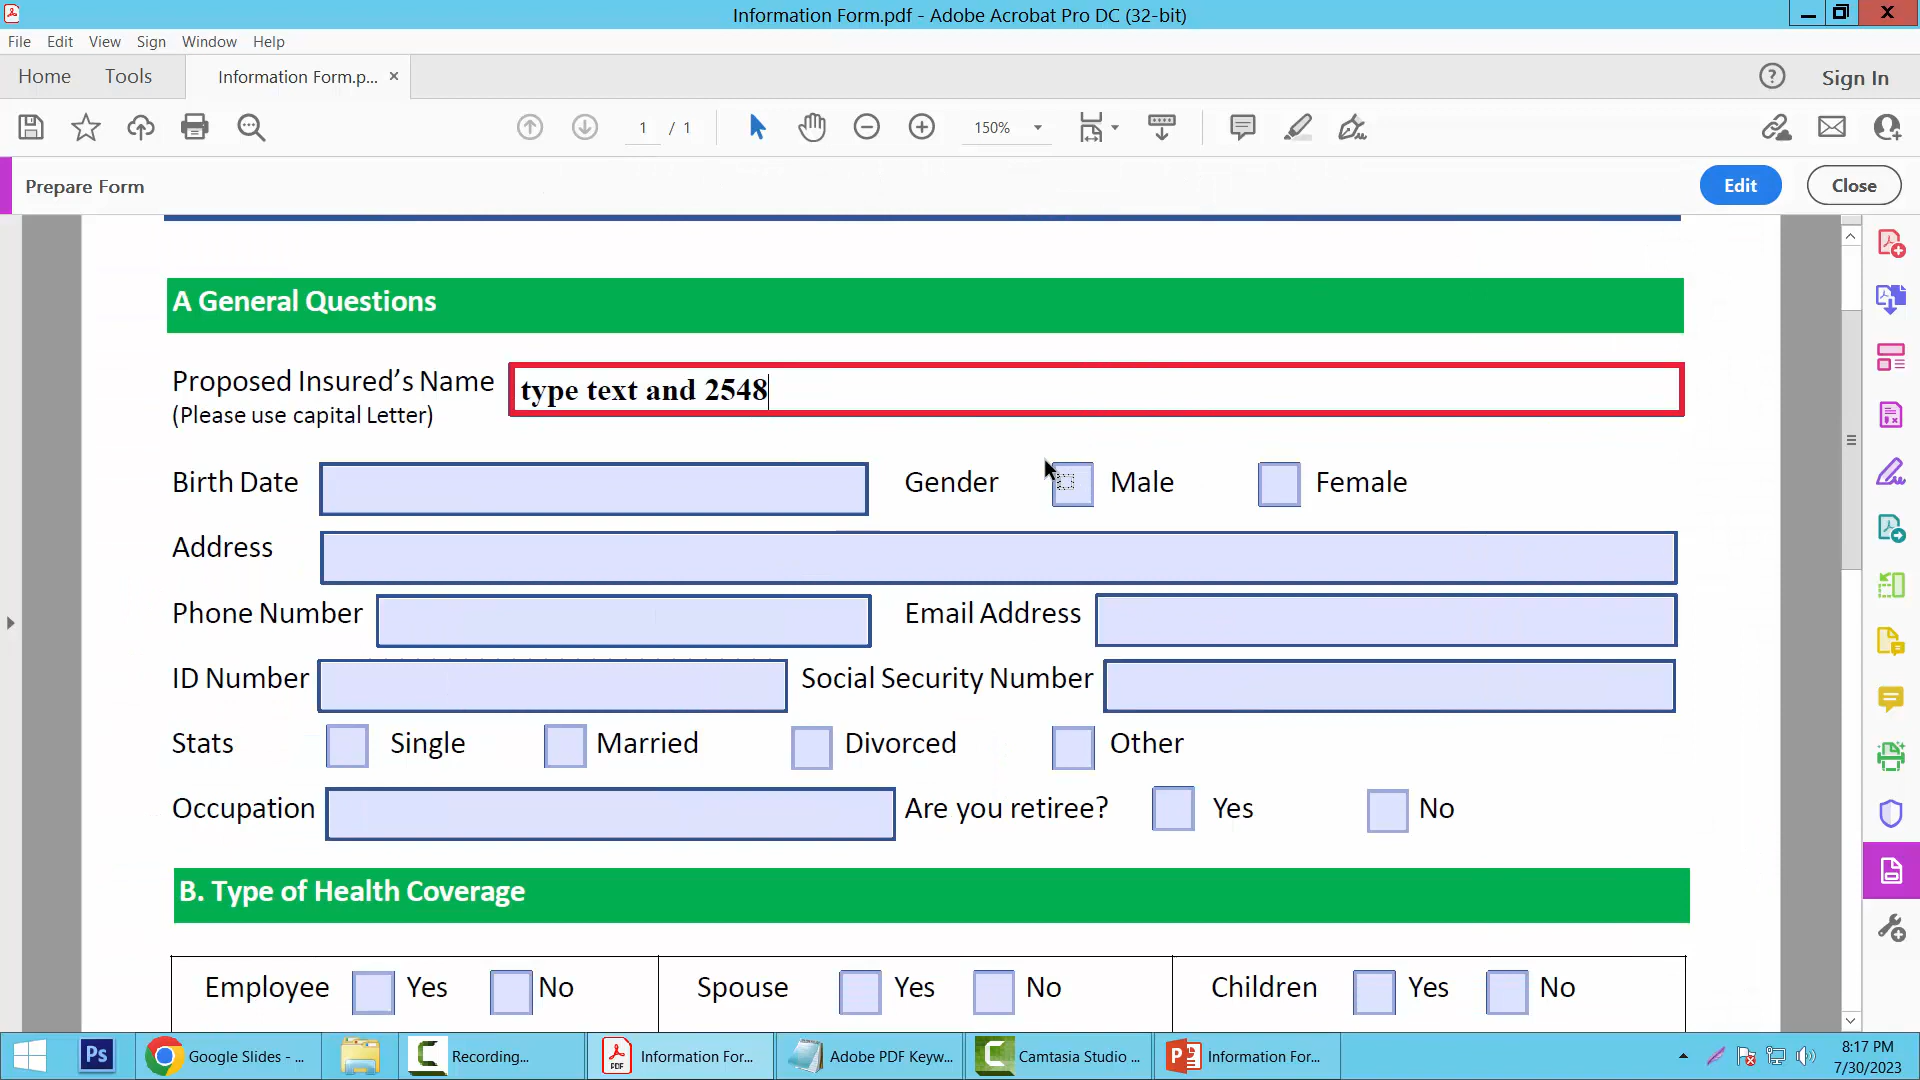 Information Form.pdf - Adobe Acrobat Pro DC (32-bit)
File Edit View Sign Window Help
Home Tools Information Form.p... × Sign In
1 / 1 150%
Prepare Form Edit Close
A General Questions
Proposed Insured’s Name type text and 2548
(Please use capital Letter)
Birth Date Gender Male Female
Address
Phone Number Email Address
ID Number Social Security Number
Stats Single Married Divorced Other
Occupation Are you retiree? Yes No
B. Type of Health Coverage
Employee Yes No Spouse Yes No Children Yes No
Ps Google Slides - ... Recording... PDF Information For... Adobe PDF Keyw... Camtasia Studio ... P Information For... 8:17 PM
7/30/2023